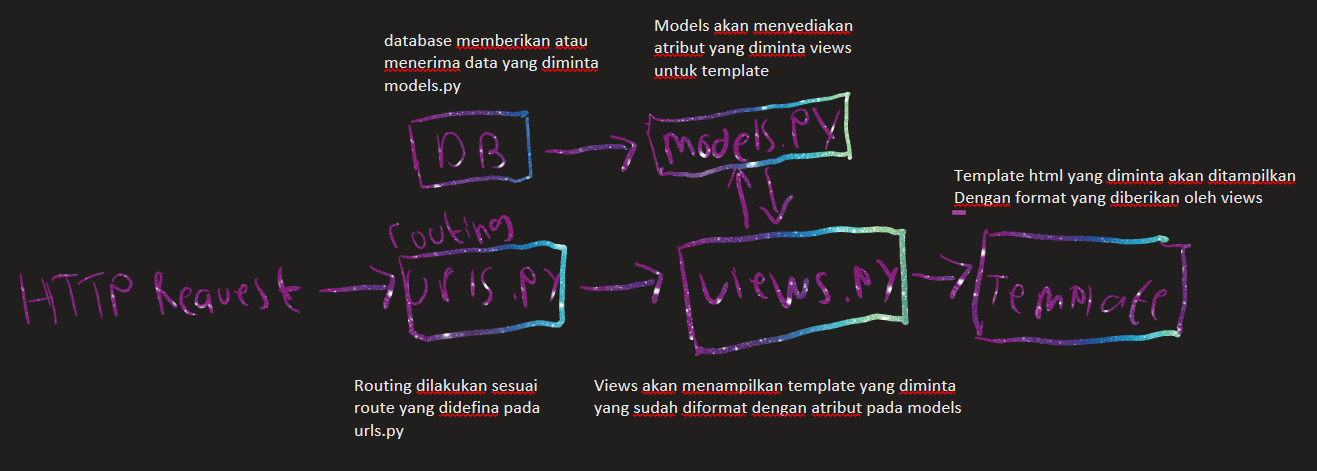 database memberikan atau
menerima data yang diminta
models.py
Models akan menyediakan
atribut yang diminta views
untuk template
DB
models.PY
Template html yang diminta akan ditampilkan
Dengan format yang diberikan oleh views
routing
HTTP Request
urls.PY
views.PY
Template
Routing dilakukan sesuai
route yang didefina pada
urls.py
Views akan menampilkan template yang diminta
yang sudah diformat dengan atribut pada models